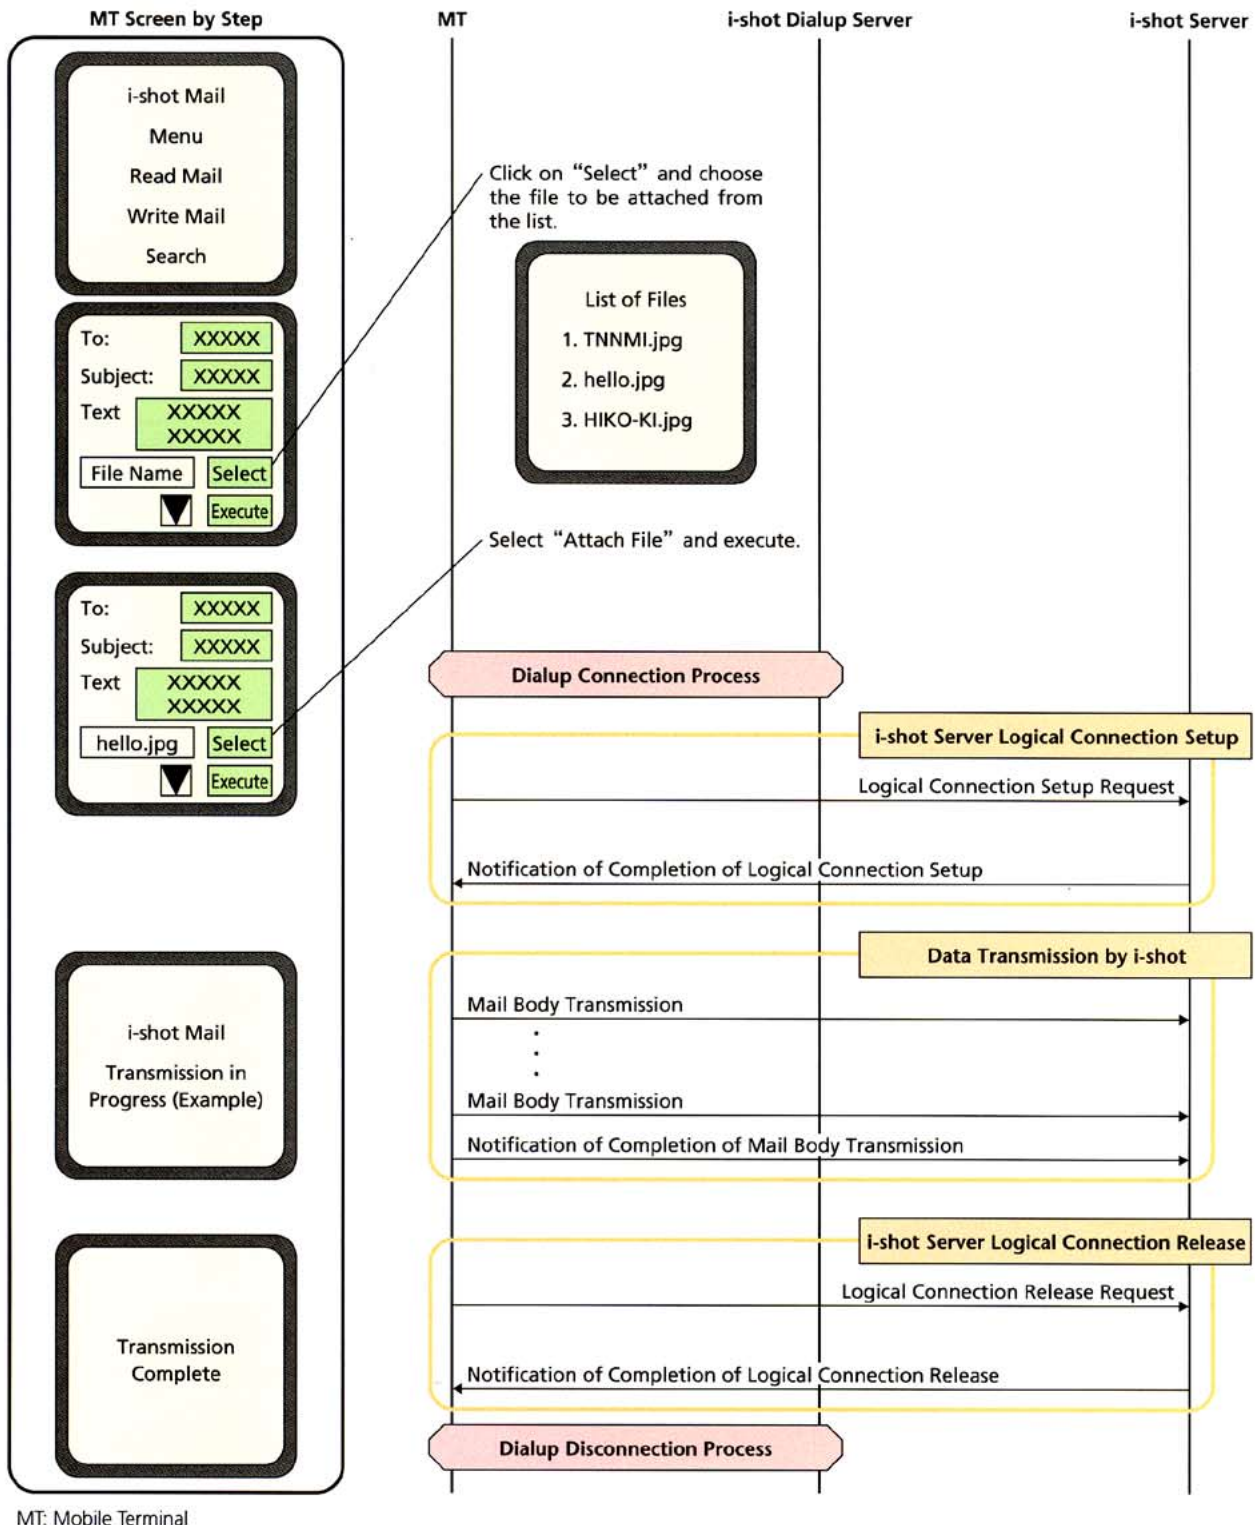 MT Screen by Step
MT
i-shot Dialup Server
i-shot Server
i-shot Mail
Menu
Read Mail
Write Mail
Search
Click on “Select” and choose
the file to be attached from
the list.
List of Files
1. TNNMI.jpg
2. hello.jpg
3. HIKO-KI.jpg
To: XXXXX
Subject: XXXXX
Text XXXXX
XXXXX
File Name Select
Execute
Select “Attach File” and execute.
To: XXXXX
Subject: XXXXX
Text XXXXX
XXXXX
hello.jpg Select
Execute
Dialup Connection Process
i-shot Server Logical Connection Setup
Logical Connection Setup Request
Notification of Completion of Logical Connection Setup
Data Transmission by i-shot
i-shot Mail
Transmission in
Progress (Example)
Mail Body Transmission
Mail Body Transmission
Notification of Completion of Mail Body Transmission
i-shot Server Logical Connection Release
Logical Connection Release Request
Transmission
Complete
Notification of Completion of Logical Connection Release
Dialup Disconnection Process
MT: Mobile Terminal